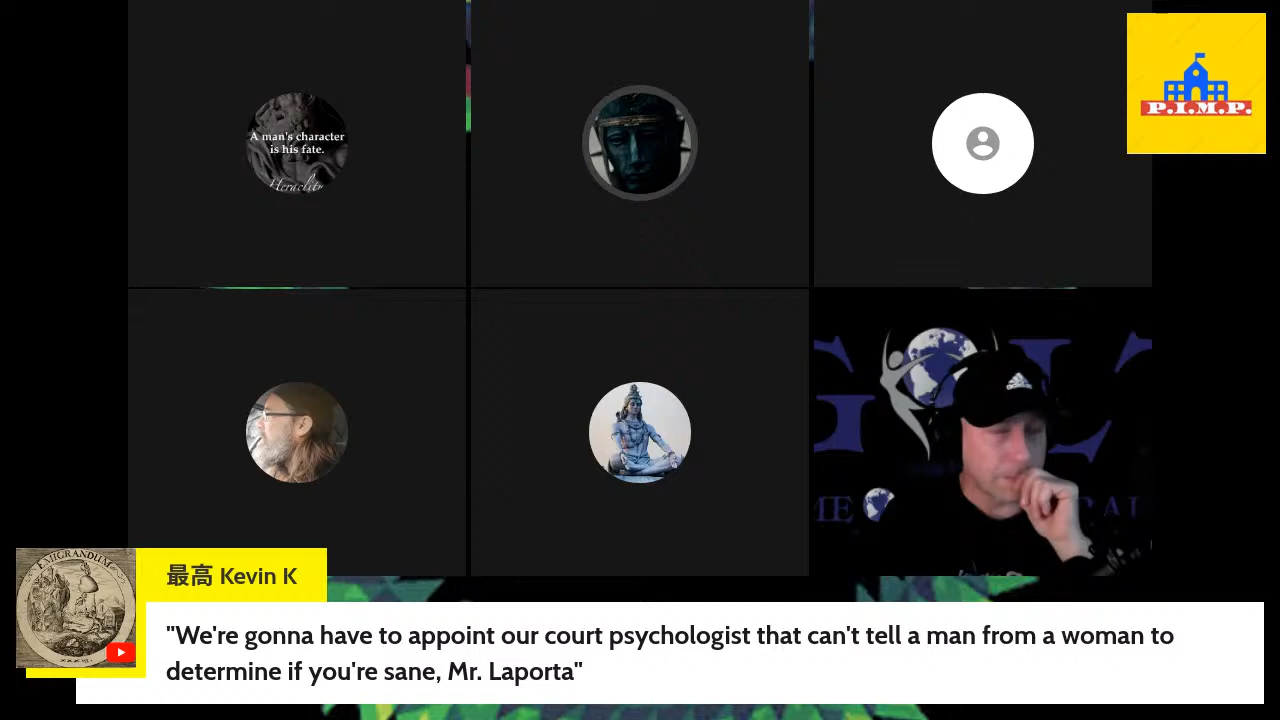 A man's character
is his fate.
P.I.M.P.
最高 Kevin K
"We're gonna have to appoint our court psychologist that can't tell a man from a woman to
determine if you're sane, Mr. Laporta"